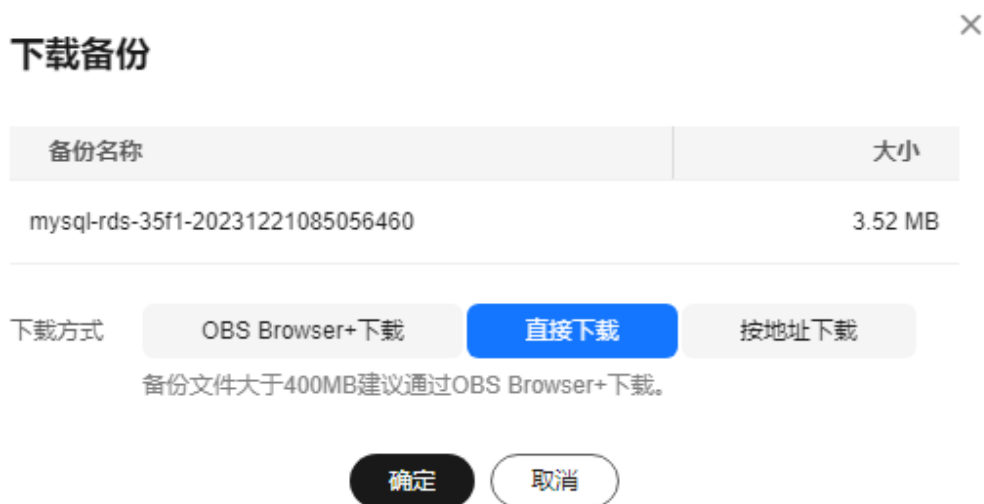 下载备份
备份名称 大小
mysql-rds-35f1-20231221085056460 3.52 MB
下载方式 OBS Browser+下载 直接下载 按地址下载
备份文件大于400MB建议通过OBS Browser+下载。
确定 取消